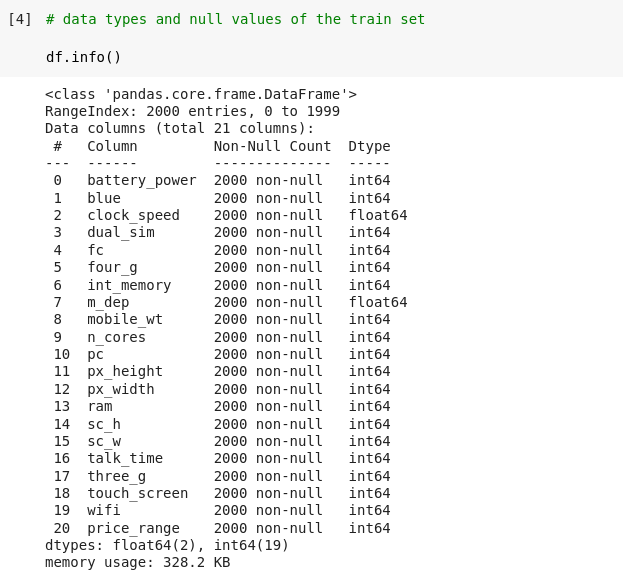 [4] # data types and null values of the train set
df.info()
<class 'pandas.core.frame.DataFrame'>
RangeIndex: 2000 entries, 0 to 1999
Data columns (total 21 columns):
 #   Column         Non-Null Count  Dtype
---  ------         --------------  -----
 0   battery_power  2000 non-null   int64
 1   blue           2000 non-null   int64
 2   clock_speed    2000 non-null   float64
 3   dual_sim       2000 non-null   int64
 4   fc             2000 non-null   int64
 5   four_g         2000 non-null   int64
 6   int_memory     2000 non-null   int64
 7   m_dep          2000 non-null   float64
 8   mobile_wt      2000 non-null   int64
 9   n_cores        2000 non-null   int64
 10  pc             2000 non-null   int64
 11  px_height      2000 non-null   int64
 12  px_width       2000 non-null   int64
 13  ram            2000 non-null   int64
 14  sc_h           2000 non-null   int64
 15  sc_w           2000 non-null   int64
 16  talk_time      2000 non-null   int64
 17  three_g        2000 non-null   int64
 18  touch_screen   2000 non-null   int64
 19  wifi           2000 non-null   int64
 20  price_range    2000 non-null   int64
dtypes: float64(2), int64(19)
memory usage: 328.2 KB